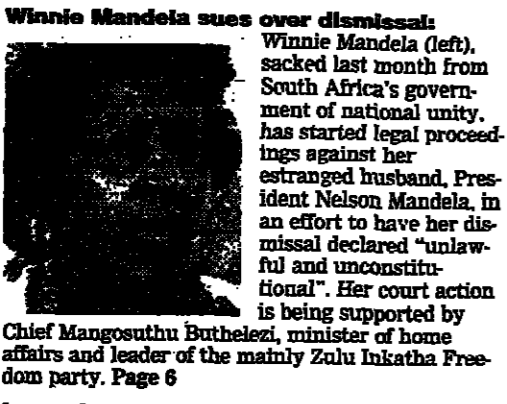 Winnie Mandela sues over dismissal:
Winnie Mandela (left),
sacked last month from
South Africa's govern-
ment of national unity,
has started legal proceed-
ings against her
estranged husband, Pres-
ident Nelson Mandela, in
an effort to have her dis-
missal declared "unlaw-
ful and unconstitu-
tional". Her court action
is being supported by
Chief Mangosuthu Buthelezi, minister of home
affairs and leader of the mainly Zulu Inkatha Free-
dom party. Page 6